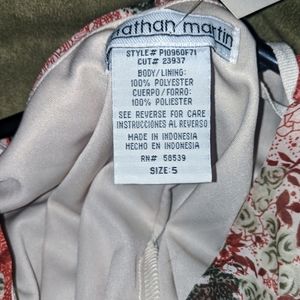 nathan martin
STYLE# P10960F71
CUT# 23937
BODY/LINING:
100% POLYESTER
CUERPO/FORRO:
100% POLIESTER
SEE REVERSE FOR CARE
INSTRUCCIONES AL REVERSO
MADE IN INDONESIA
HECHO EN INDONESIA
RN# 58539
SIZE: 5